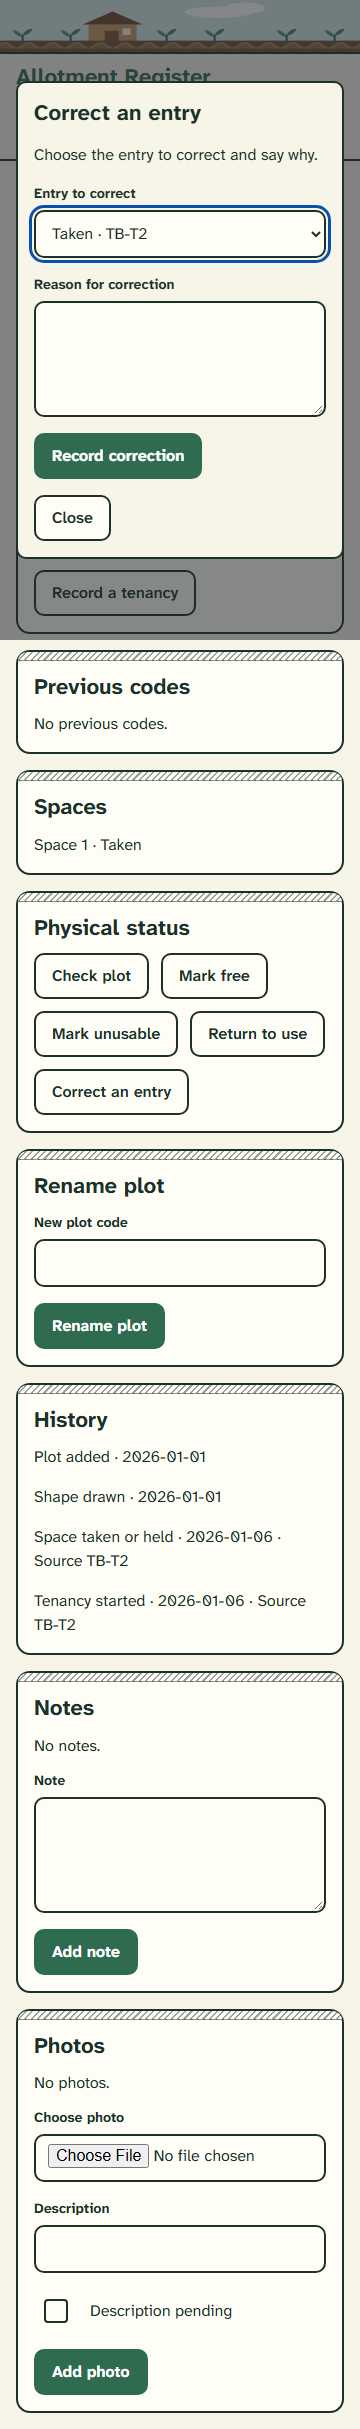 Allotment Register
Correct an entry
Choose the entry to correct and say why.
Entry to correct
Taken · TB-T2
Reason for correction
Record correction
Close
Record a tenancy
Previous codes
No previous codes.
Spaces
Space 1 · Taken
Physical status
Check plot
Mark free
Mark unusable
Return to use
Correct an entry
Rename plot
New plot code
Rename plot
History
Plot added · 2026-01-01
Shape drawn · 2026-01-01
Space taken or held · 2026-01-06 ·
Source TB-T2
Tenancy started · 2026-01-06 · Source
TB-T2
Notes
No notes.
Note
Add note
Photos
No photos.
Choose photo
Choose File No file chosen
Description
Description pending
Add photo